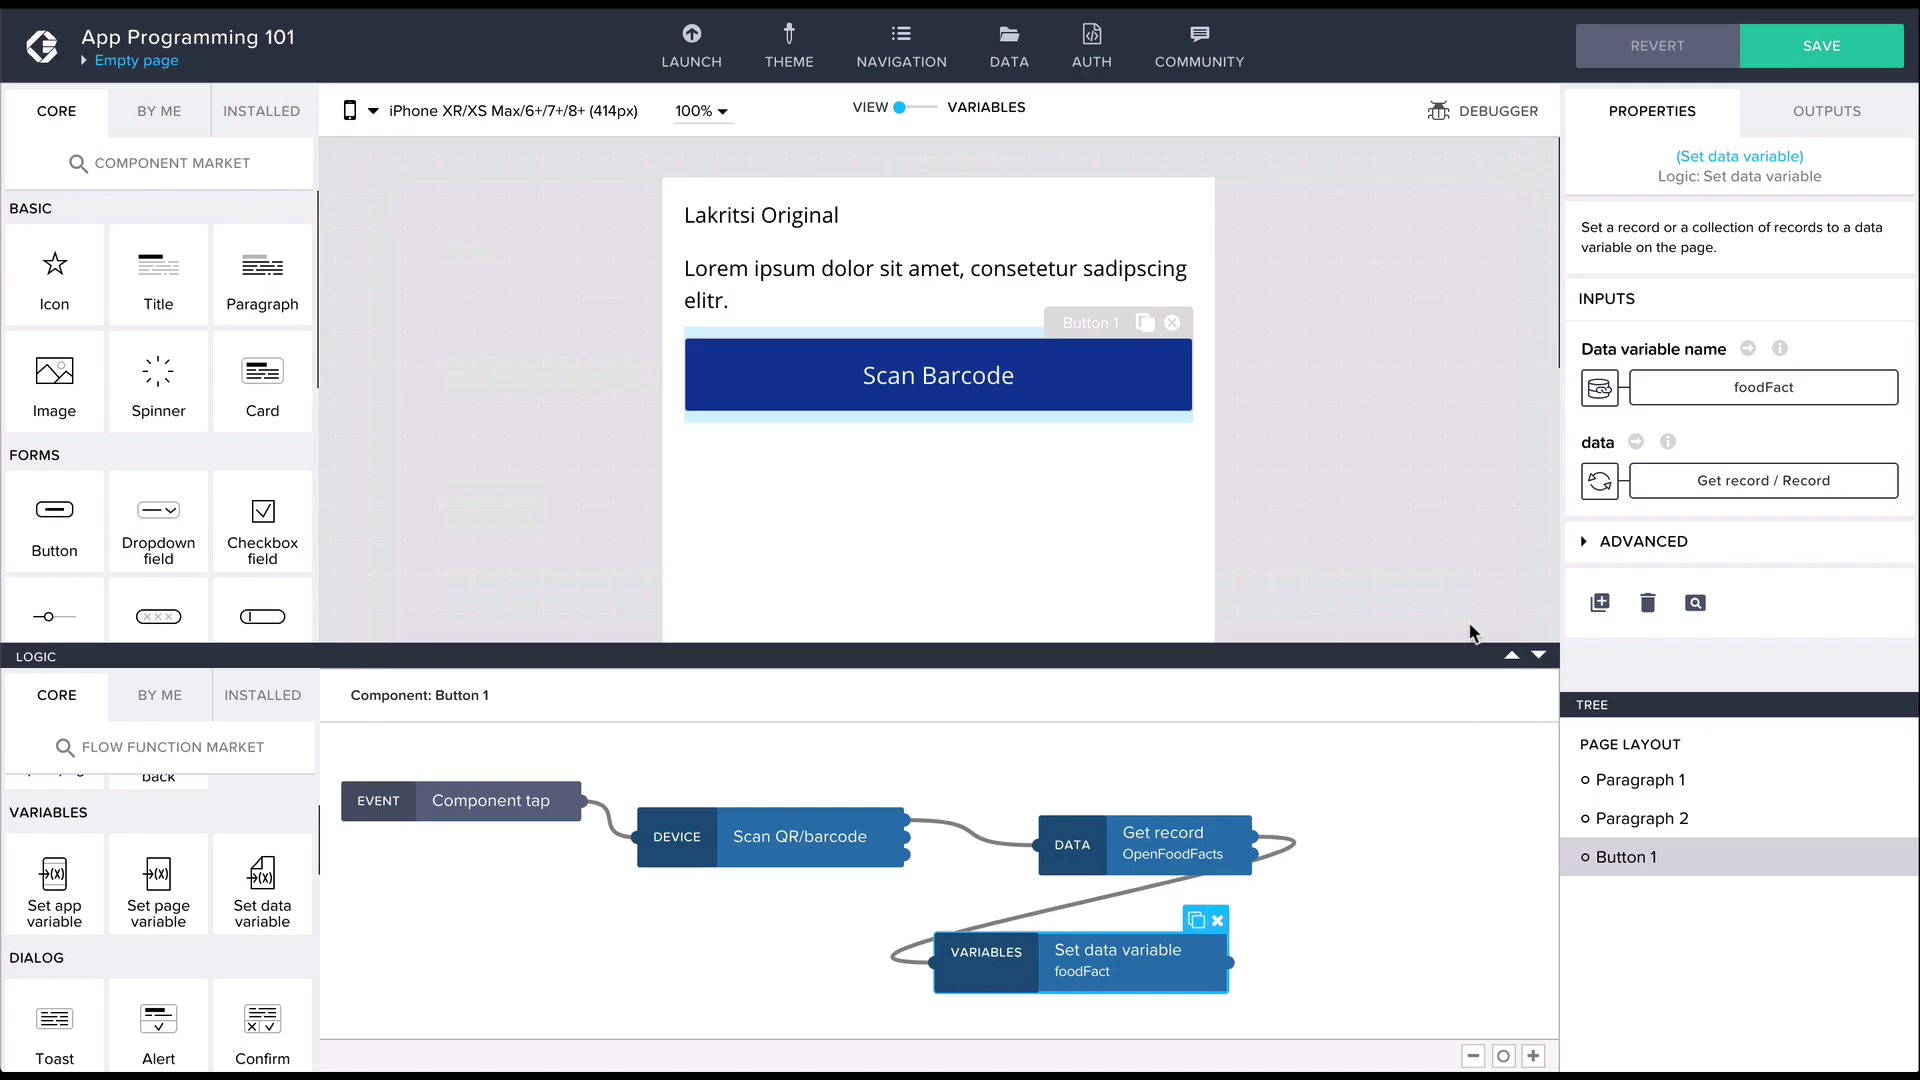 App Programming 101
Empty page
LAUNCH
THEME
NAVIGATION
DATA
AUTH
COMMUNITY
REVERT
SAVE
CORE
BY ME
INSTALLED
iPhone XR/XS Max/6+/7+/8+ (414px)
100%
VIEW
VARIABLES
DEBUGGER
PROPERTIES
OUTPUTS
COMPONENT MARKET
(Set data variable)
Logic: Set data variable
BASIC
Icon
Title
Paragraph
Image
Spinner
Card
FORMS
Button
Dropdown
field
Checkbox
field
Lakritsi Original
Lorem ipsum dolor sit amet, consetetur sadipscing
elitr.
Button 1
Scan Barcode
Set a record or a collection of records to a data
variable on the page.
INPUTS
Data variable name
foodFact
data
Get record / Record
ADVANCED
LOGIC
CORE
BY ME
INSTALLED
Component: Button 1
FLOW FUNCTION MARKET
back
VARIABLES
Set app
variable
Set page
variable
Set data
variable
DIALOG
Toast
Alert
Confirm
EVENT
Component tap
DEVICE
Scan QR/barcode
DATA
Get record
OpenFoodFacts
VARIABLES
Set data variable
foodFact
TREE
PAGE LAYOUT
Paragraph 1
Paragraph 2
Button 1